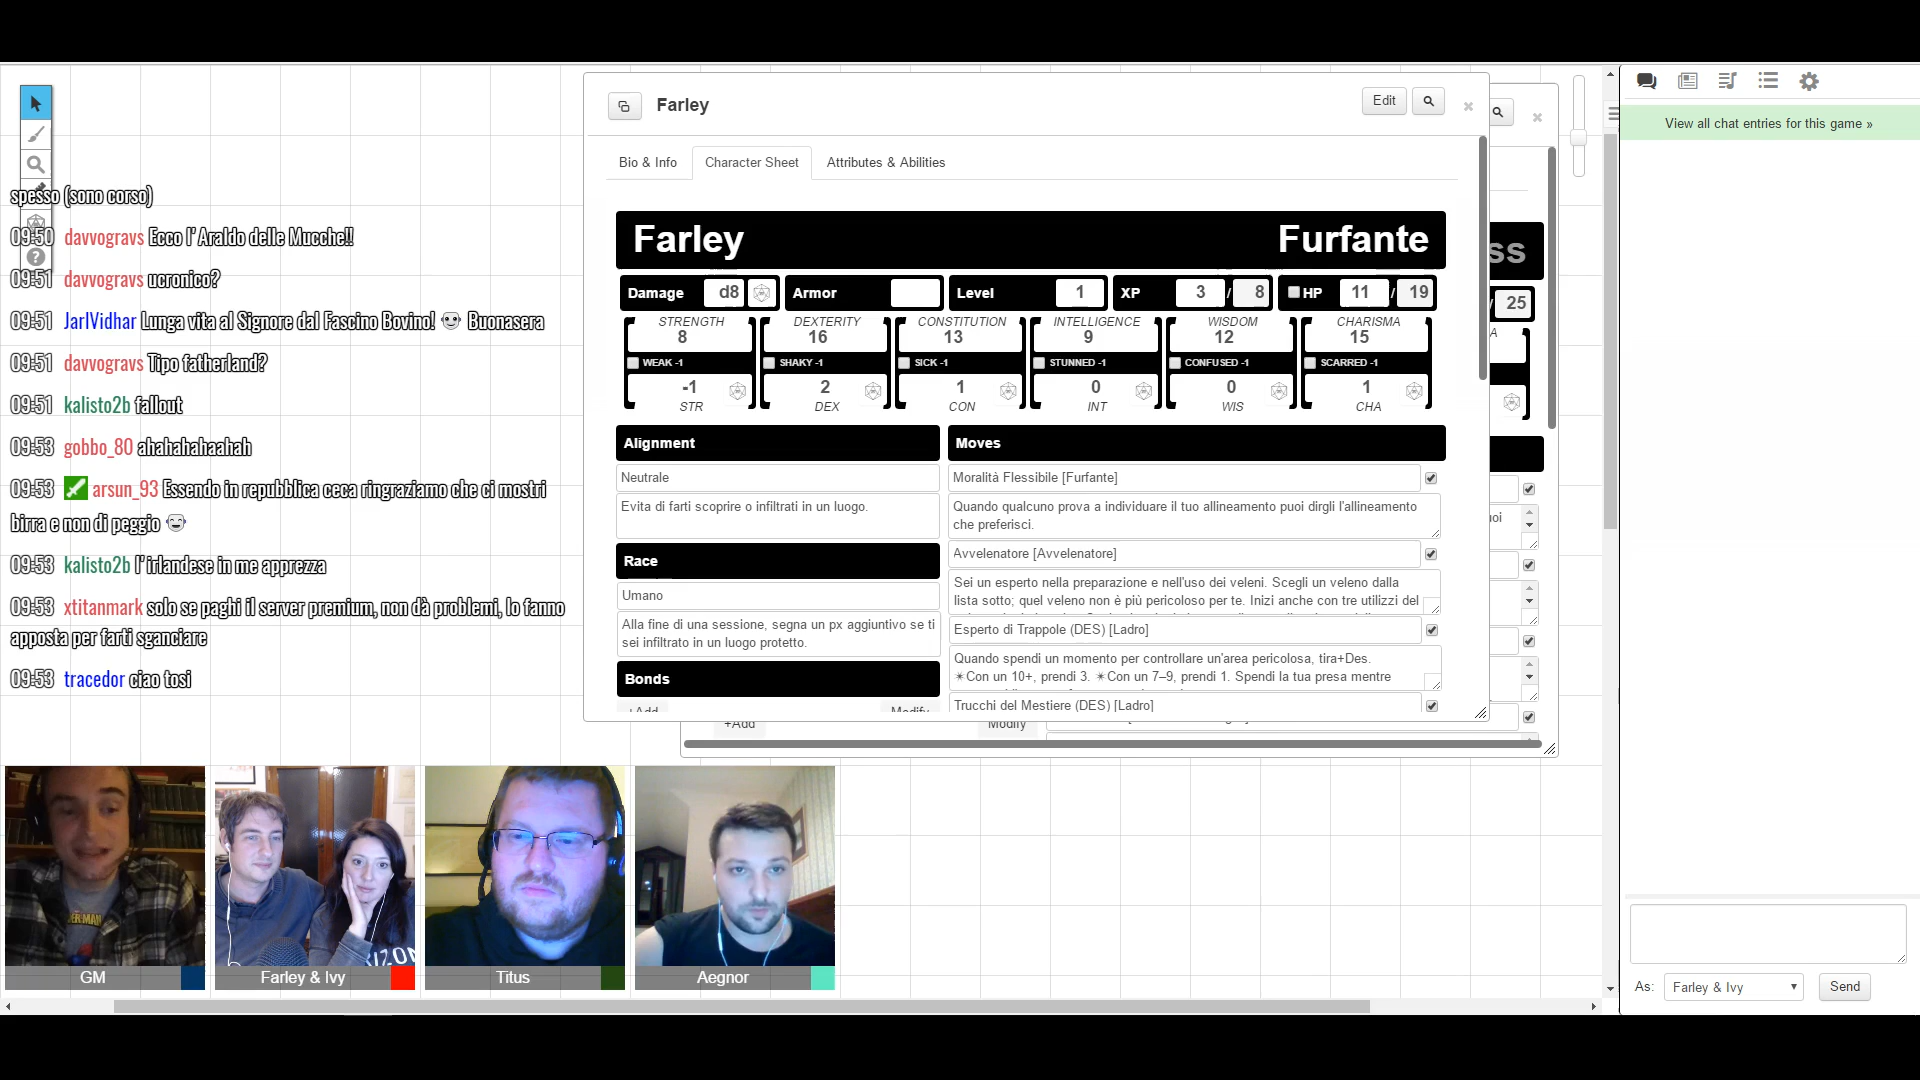 Farley
Edit
Bio & Info
Character Sheet
Attributes & Abilities
View all chat entries for this game »
Farley
Furfante
ss
Damage d8
Armor
Level 1
XP 3 / 8
HP 11 / 19
/ 25
STRENGTH
8
WEAK -1
-1
STR
DEXTERITY
16
SHAKY -1
2
DEX
CONSTITUTION
13
SICK -1
1
CON
INTELLIGENCE
9
STUNNED -1
0
INT
WISDOM
12
CONFUSED -1
0
WIS
CHARISMA
15
SCARRED -1
1
CHA
A
Alignment
Neutrale
Evita di farti scoprire o infiltrati in un luogo.
Race
Umano
Alla fine di una sessione, segna un px aggiuntivo se ti
sei infiltrato in un luogo protetto.
Bonds
+Add
Modify
Moves
Moralità Flessibile [Furfante]
Quando qualcuno prova a individuare il tuo allineamento puoi dirgli l'allineamento
che preferisci.
Avvelenatore [Avvelenatore]
Sei un esperto nella preparazione e nell'uso dei veleni. Scegli un veleno dalla
lista sotto; quel veleno non è più pericoloso per te. Inizi anche con tre utilizzi del
Esperto di Trappole (DES) [Ladro]
Quando spendi un momento per controllare un'area pericolosa, tira+Des.
✶Con un 10+, prendi 3. ✶Con un 7–9, prendi 1. Spendi la tua presa mentre
Trucchi del Mestiere (DES) [Ladro]
+Add
Modify
spesso (sono corso)
09:50 davvogravs Ecco l'Araldo delle Mucche!!
09:51 davvogravs ucronico?
09:51 JarlVidhar Lunga vita al Signore dal Fascino Bovino! Buonasera
09:51 davvogravs Tipo fatherland?
09:51 kalisto2b fallout
09:53 gobbo_80 ahahahahaahah
09:53 arsun_93 Essendo in repubblica ceca ringraziamo che ci mostri
birra e non di peggio
09:53 kalisto2b l'irlandese in me apprezza
09:53 xtitanmark solo se paghi il server premium, non dà problemi, lo fanno
apposta per farti sganciare
09:53 tracedor ciao tosi
GM
Farley & Ivy
Titus
Aegnor
As: Farley & Ivy
Send